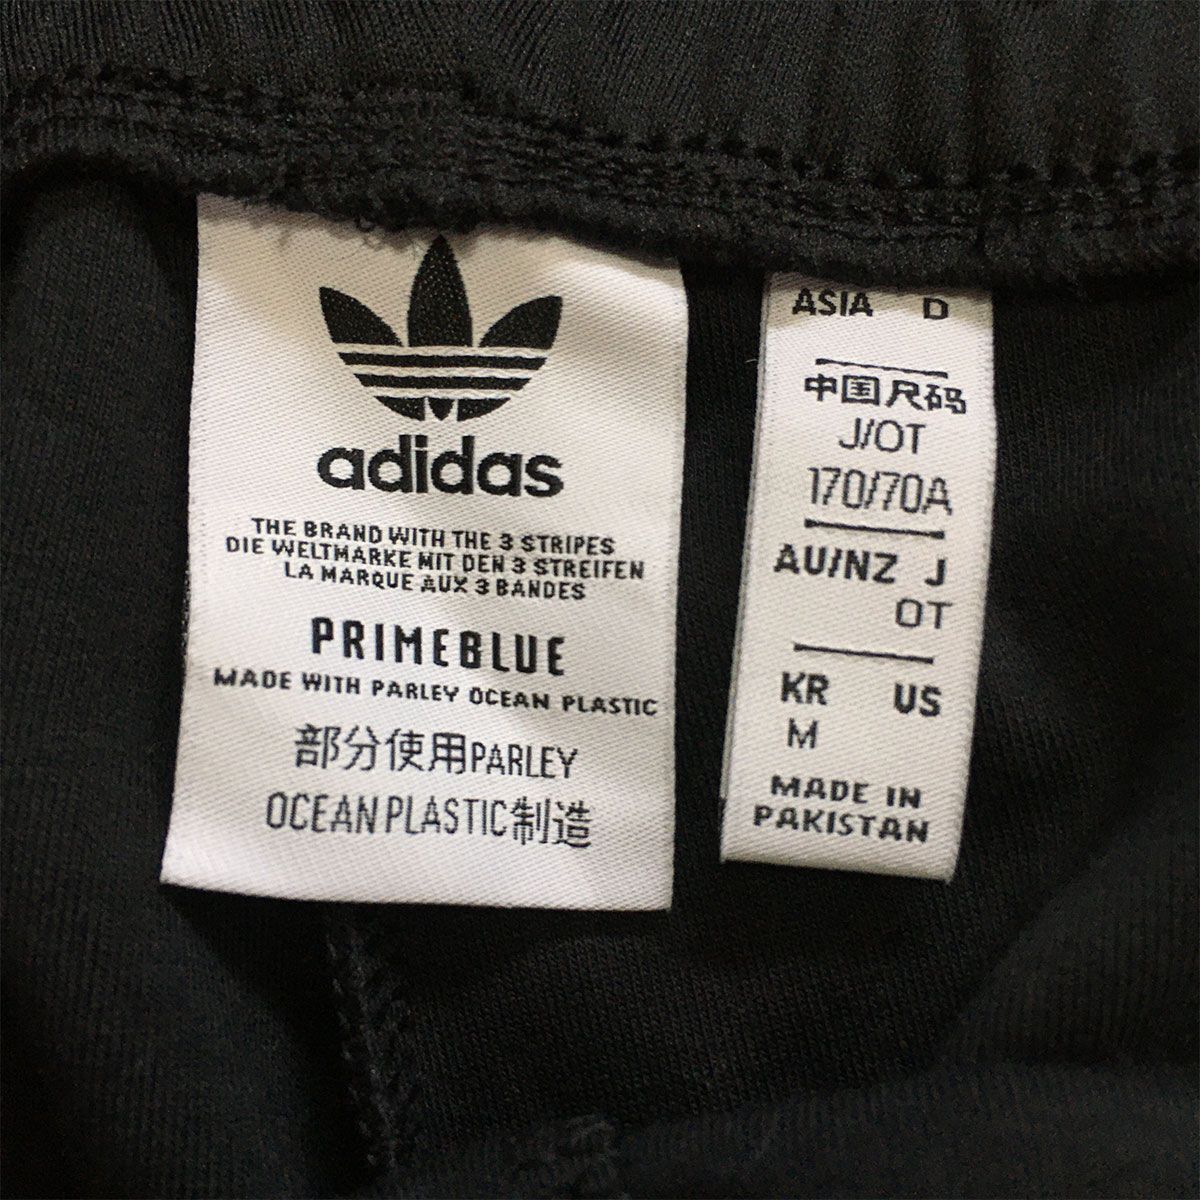 adidas
THE BRAND WITH THE 3 STRIPES
DIE WELTMARKE MIT DEN 3 STREIFEN
LA MARQUE AUX 3 BANDES
PRIMEBLUE
MADE WITH PARLEY OCEAN PLASTIC
部分使用PARLEY
OCEAN PLASTIC制造
ASIA D
中国尺码
J/OT
170/70A
AU/NZ J
OT
KR US
M
MADE IN
PAKISTAN